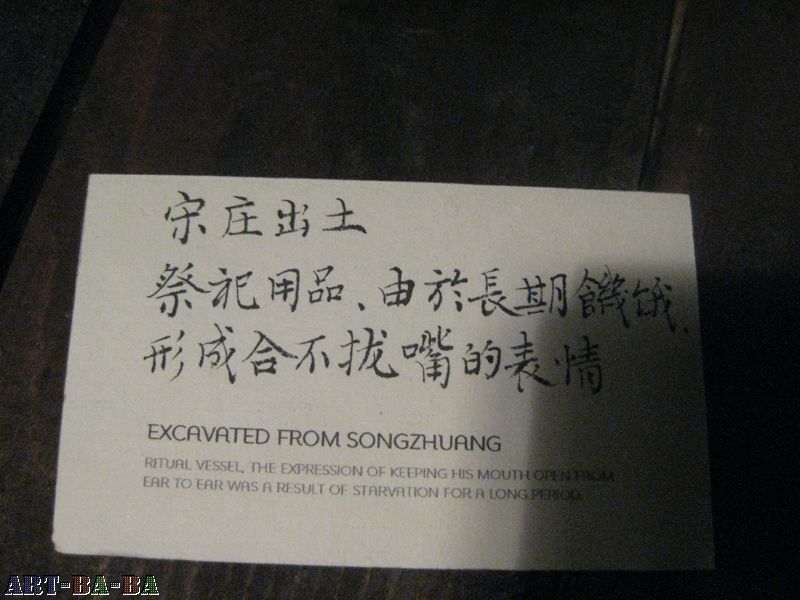 宋庄出土
祭祀用品、由於長期饑饿、
形成合不拢嘴的表情
EXCAVATED FROM SONGZHUANG
RITUAL VESSEL, THE EXPRESSION OF KEEPING HIS MOUTH OPEN FROM
EAR TO EAR WAS A RESULT OF STARVATION FOR A LONG PERIOD.
ART-BA-BA